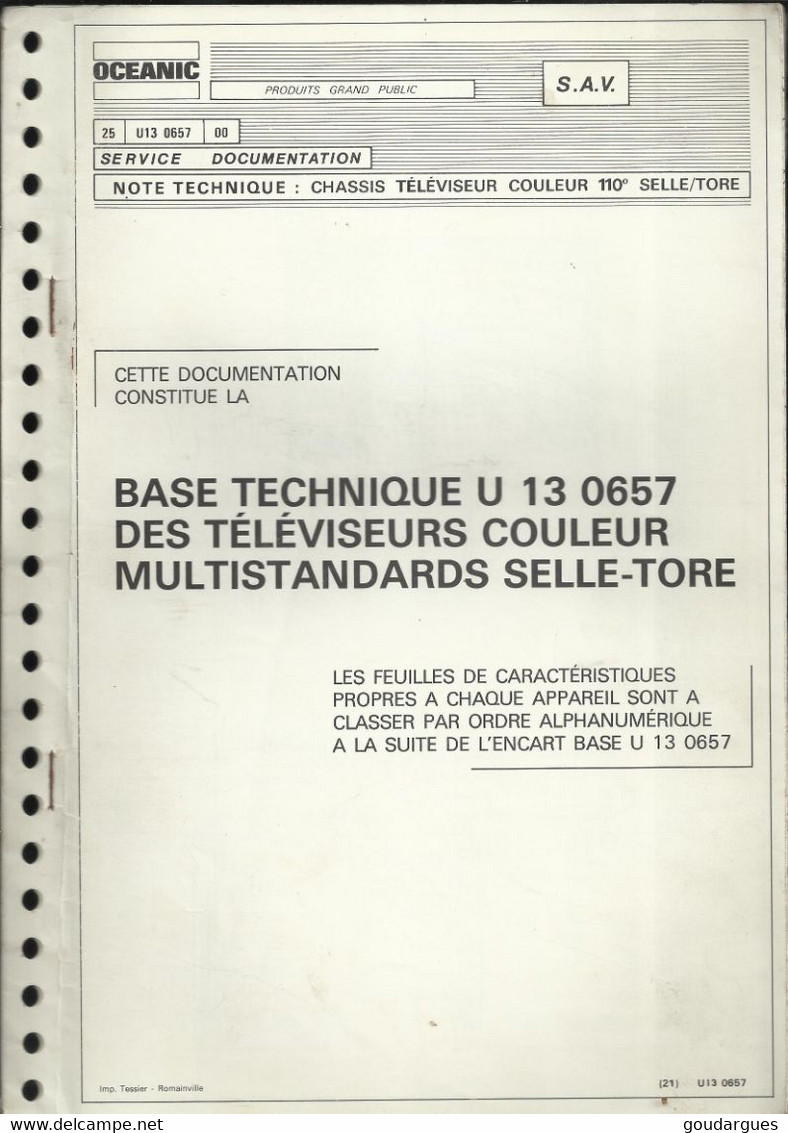 OCEANIC
PRODUITS GRAND PUBLIC
S.A.V.
25 U13 0657 00
SERVICE DOCUMENTATION
NOTE TECHNIQUE : CHASSIS TÉLÉVISEUR COULEUR 110° SELLE/TORE
CETTE DOCUMENTATION
CONSTITUE LA
BASE TECHNIQUE U 13 0657
DES TÉLÉVISEURS COULEUR
MULTISTANDARDS SELLE-TORE
LES FEUILLES DE CARACTÉRISTIQUES
PROPRES A CHAQUE APPAREIL SONT A
CLASSER PAR ORDRE ALPHANUMÉRIQUE
A LA SUITE DE L'ENCART BASE U 13 0657
Imp. Tessier - Romainville
(21) U13 0657
www.delcampe.net
goudargues